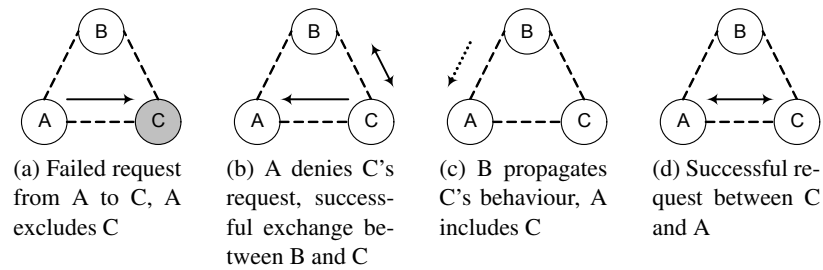 B
A
C
(a) Failed request
from A to C, A
excludes C
B
A
C
(b) A denies C's
request, success-
ful exchange be-
tween B and C
B
A
C
(c) B propagates
C's behaviour, A
includes C
B
A
C
(d) Successful re-
quest between C
and A